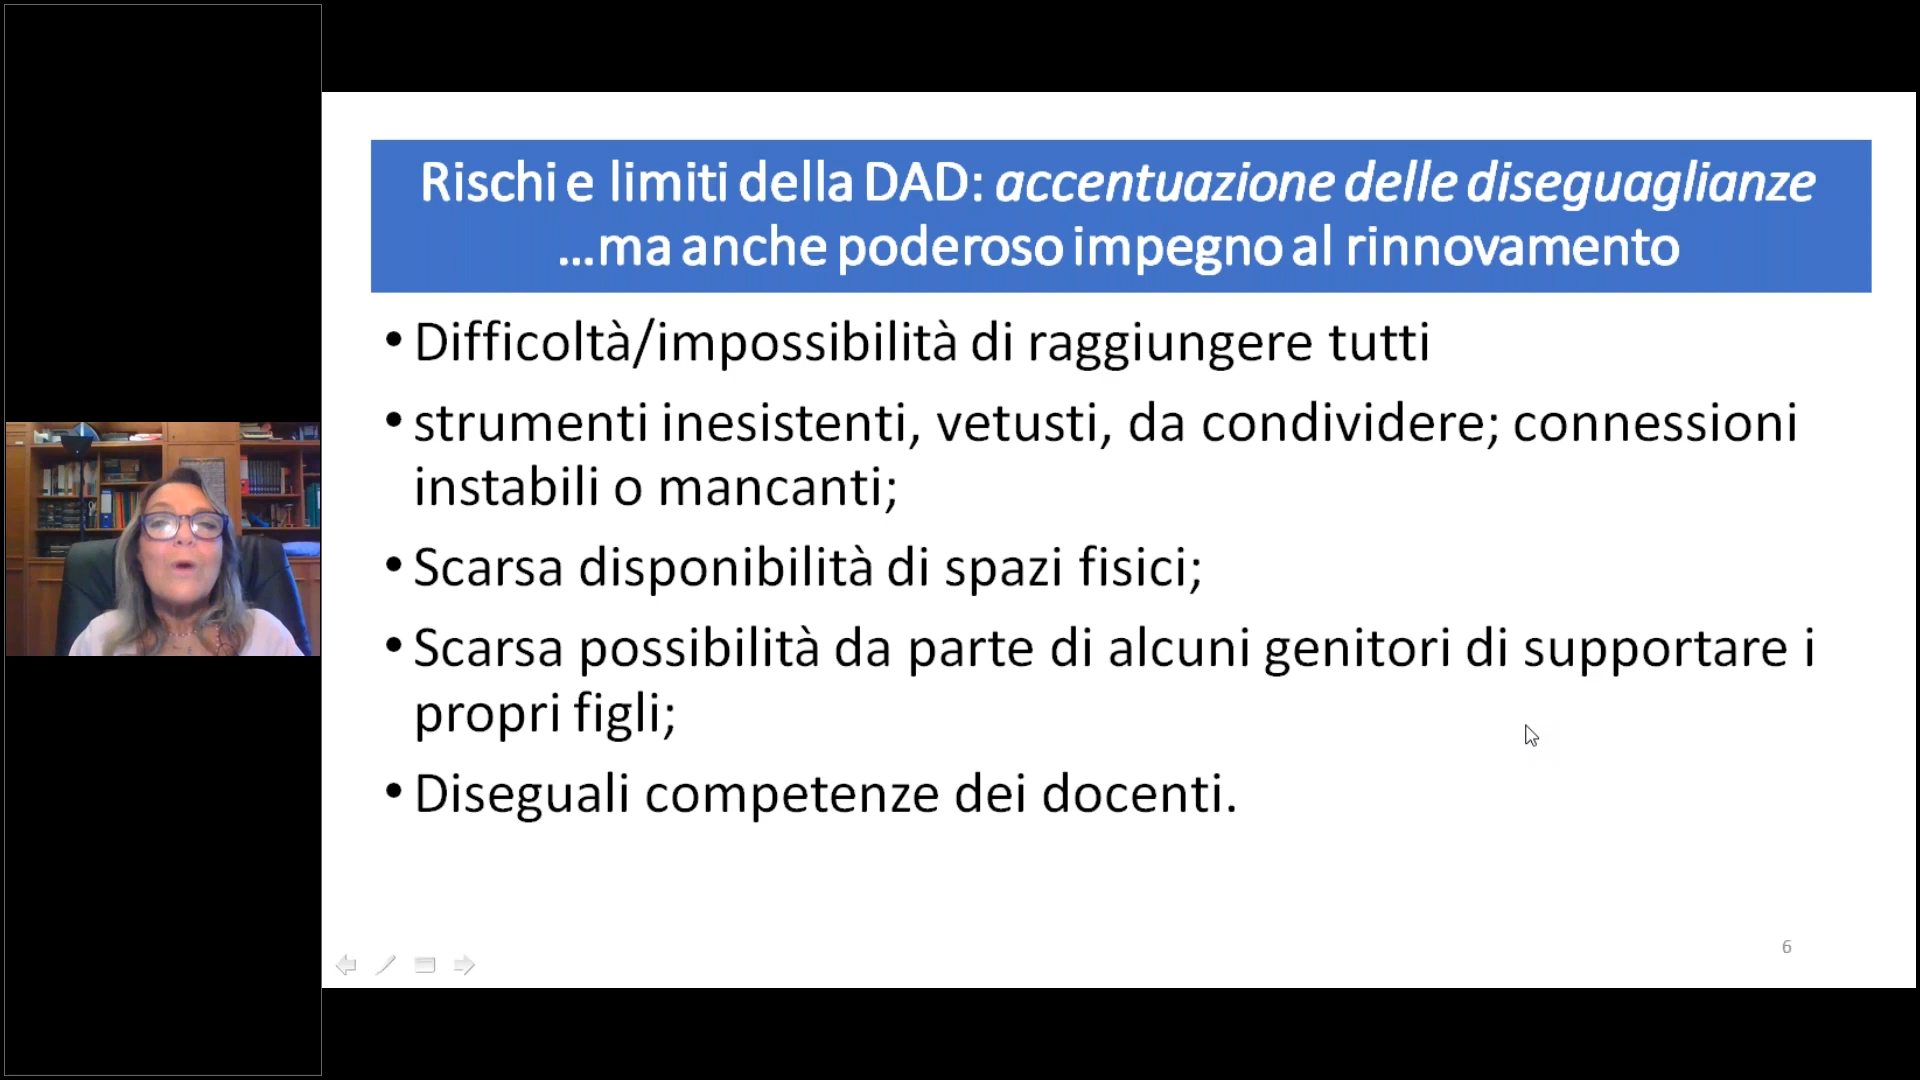 Rischi e limiti della DAD: accentuazione delle diseguaglianze
...ma anche poderoso impegno al rinnovamento
• Difficoltà/impossibilità di raggiungere tutti
• strumenti inesistenti, vetusti, da condividere; connessioni
instabili o mancanti;
• Scarsa disponibilità di spazi fisici;
• Scarsa possibilità da parte di alcuni genitori di supportare i
propri figli;
• Diseguali competenze dei docenti.
6